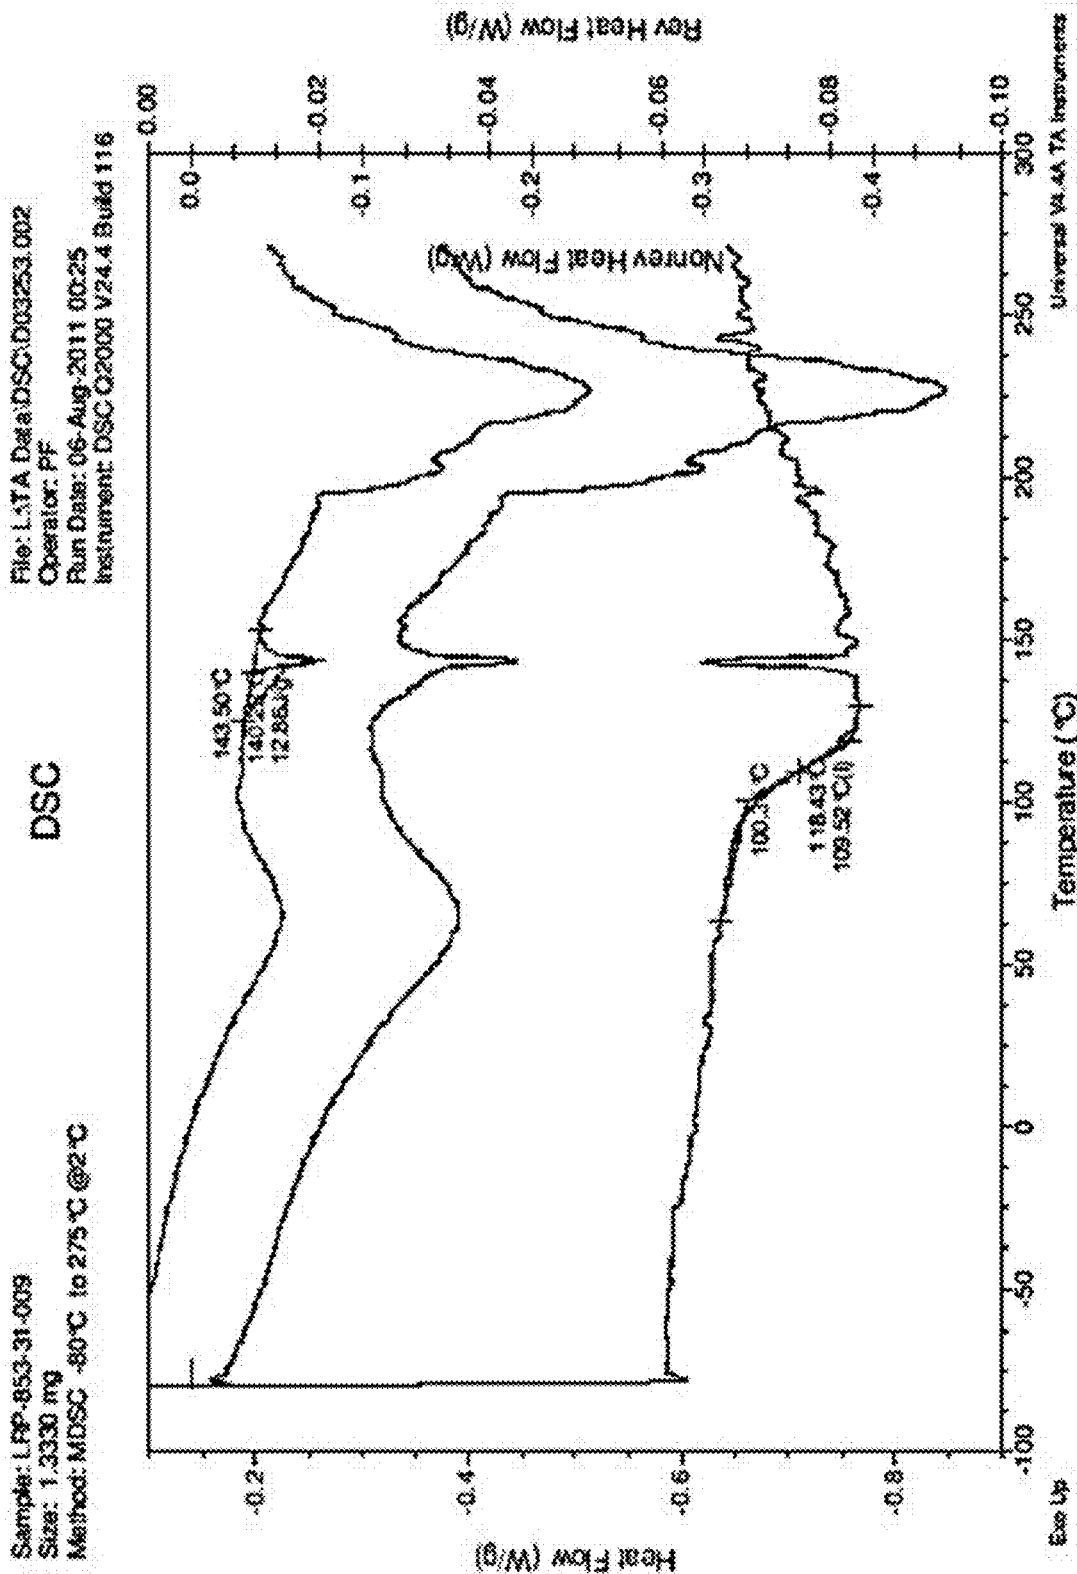 Sample: LRP-853-31-009
Size: 1.3330 mg
Method: MDSC -80°C to 275°C @2°C
DSC
File: L:\TA Data\DSC\D03253.002
Operator: PF
Run Date: 06-Aug-2011 00:25
Instrument: DSC Q2000 V24.4 Build 116
143.50°C
12.86J/g
118.43°C
109.52°C(I)
Heat Flow (W/g)
-0.2
-0.4
-0.6
-0.8
Nonrev Heat Flow (W/g)
0.0
-0.1
-0.2
-0.3
-0.4
Rev Heat Flow (W/g)
0.00
-0.02
-0.04
-0.06
-0.08
-0.10
-100
-50
0
50
100
150
200
250
300
Exo Up
Temperature (°C)
Universal V4.4A TA Instruments